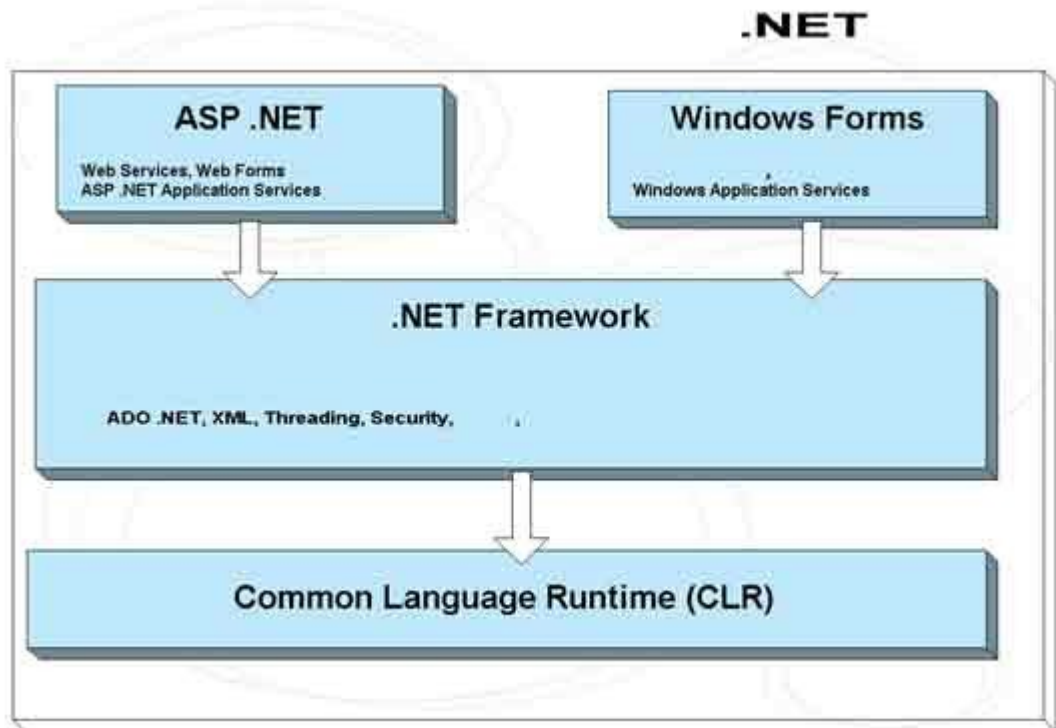 .NET
ASP .NET
Web Services, Web Forms
ASP .NET Application Services
Windows Forms
,
Windows Application Services
.NET Framework
ADO .NET, XML, Threading, Security, ,
Common Language Runtime (CLR)